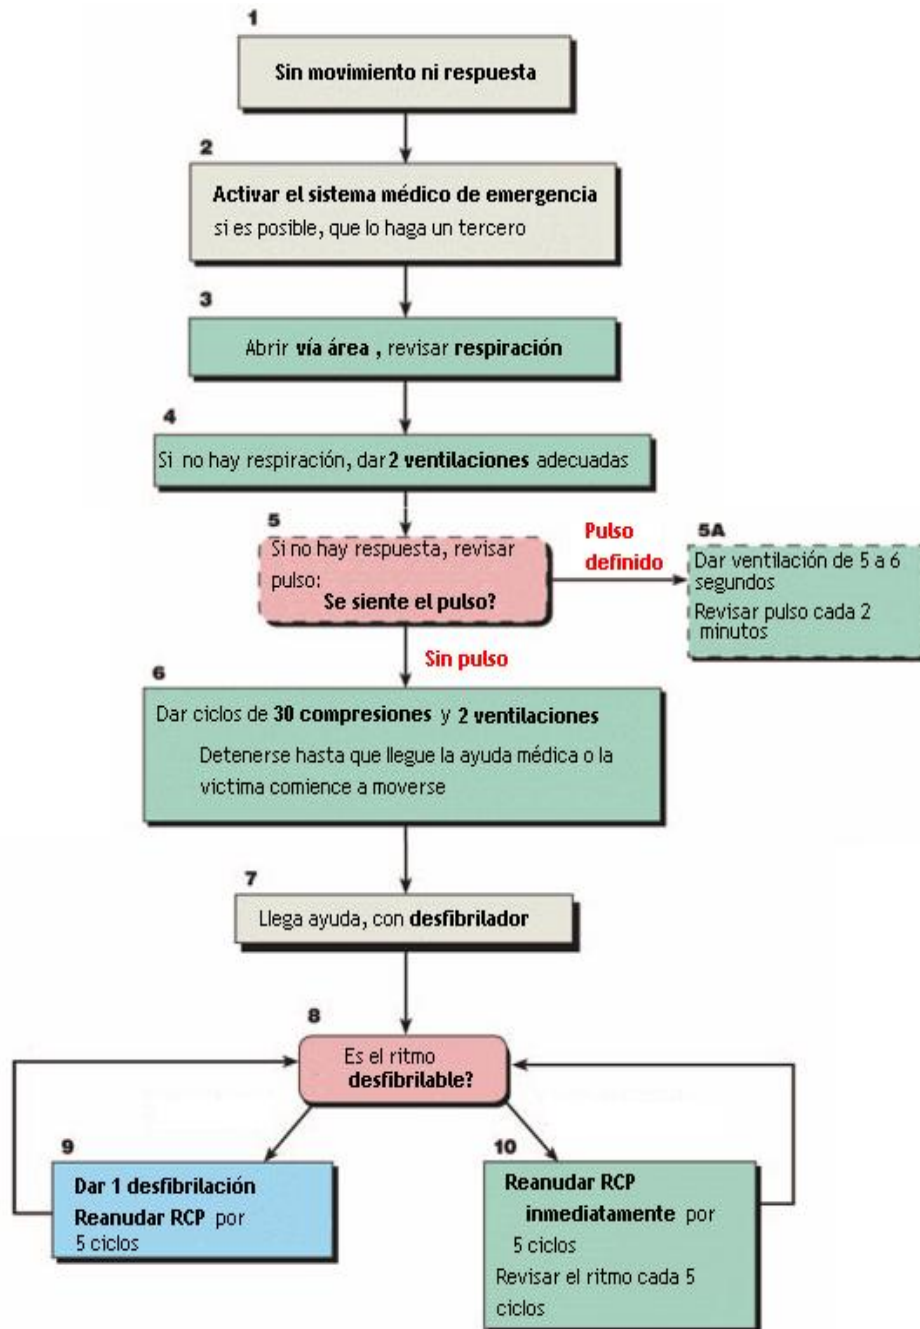 1
Sin movimiento ni respuesta
2
Activar el sistema médico de emergencia
si es posible, que lo haga un tercero
3
Abrir vía área , revisar respiración
4
Si no hay respiración, dar 2 ventilaciones adecuadas
5
Si no hay respuesta, revisar
pulso:
Se siente el pulso?
Pulso
definido
5A
Dar ventilación de 5 a 6
segundos
Revisar pulso cada 2
minutos
Sin pulso
6
Dar ciclos de 30 compresiones y 2 ventilaciones
Detenerse hasta que llegue la ayuda médica o la
victima comience a moverse
7
Llega ayuda, con desfibrilador
8
Es el ritmo
desfibrilable?
9
Dar 1 desfibrilación
Reanudar RCP por
5 ciclos
10
Reanudar RCP
inmediatamente por
5 ciclos
Revisar el ritmo cada 5
ciclos